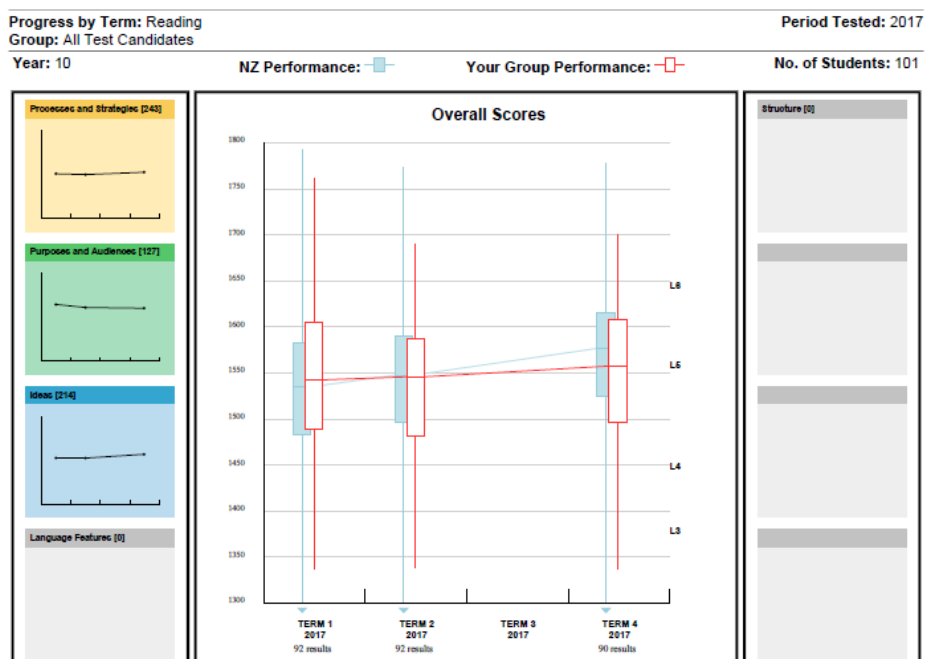 Progress by Term: Reading
Period Tested: 2017
Group: All Test Candidates
Year: 10
NZ Performance:
Your Group Performance:
No. of Students: 101
Processes and Strategies [243]
Purposes and Audiences [127]
Ideas [214]
Language Features [0]
Overall Scores
1800
1750
1700
1650
1600
1550
1500
1450
1400
1350
1300
L6
L5
L4
L3
TERM 1
2017
92 results
TERM 2
2017
92 results
TERM 3
2017
TERM 4
2017
90 results
Structure [0]